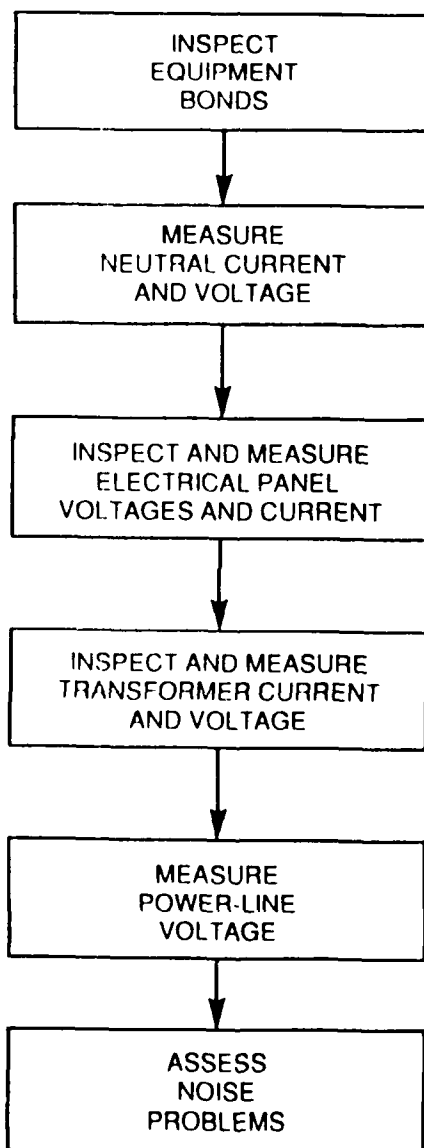 INSPECT
EQUIPMENT
BONDS
MEASURE
NEUTRAL CURRENT
AND VOLTAGE
INSPECT AND MEASURE
ELECTRICAL PANEL
VOLTAGES AND CURRENT
INSPECT AND MEASURE
TRANSFORMER CURRENT
AND VOLTAGE
MEASURE
POWER-LINE
VOLTAGE
ASSESS
NOISE
PROBLEMS